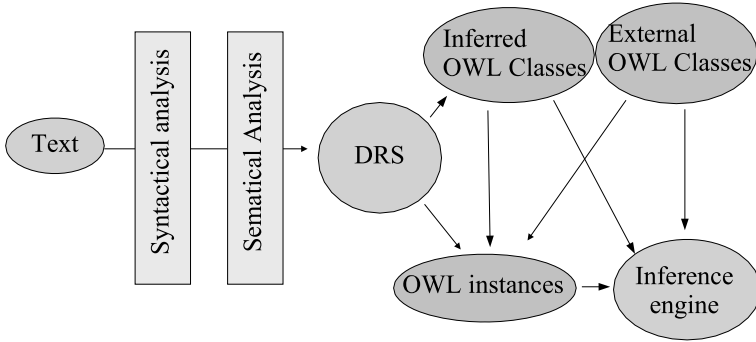 Text
Syntactical analysis
Sematical Analysis
DRS
Inferred
OWL Classes
External
OWL Classes
OWL instances
Inference
engine